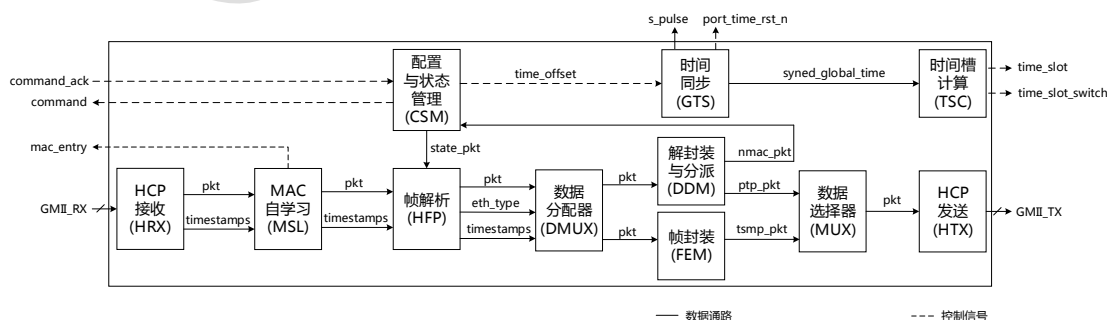 s_pulse
port_time_rst_n
command_ack
command
mac_entry
配置
与状态
管理
(CSM)
time_offset
时间
同步
(GTS)
syned_global_time
时间槽
计算
(TSC)
time_slot
time_slot_switch
state_pkt
GMII_RX
HCP
接收
(HRX)
pkt
timestamps
MAC
自学习
(MSL)
pkt
timestamps
帧解析
(HFP)
pkt
eth_type
timestamps
数据
分配器
(DMUX)
pkt
pkt
解封装
与分派
(DDM)
nmac_pkt
ptp_pkt
帧封装
(FEM)
tsmp_pkt
数据
选择器
(MUX)
pkt
HCP
发送
(HTX)
GMII_TX
数据通路
控制信号